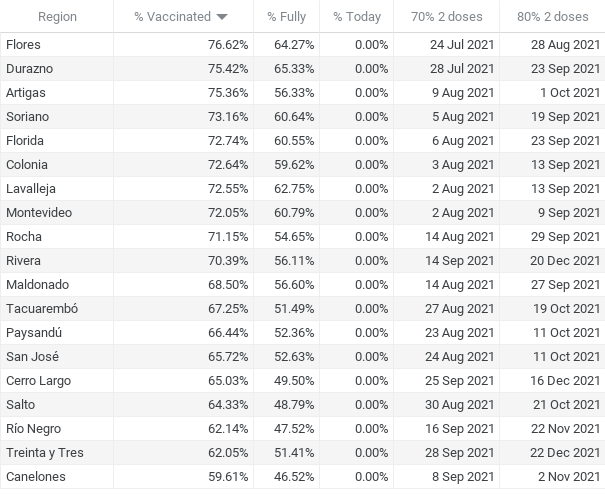 Region % Vaccinated % Fully % Today 70% 2 doses 80% 2 doses
Flores 76.62% 64.27% 0.00% 24 Jul 2021 28 Aug 2021
Durazno 75.42% 65.33% 0.00% 28 Jul 2021 23 Sep 2021
Artigas 75.36% 56.33% 0.00% 9 Aug 2021 1 Oct 2021
Soriano 73.16% 60.64% 0.00% 5 Aug 2021 19 Sep 2021
Florida 72.74% 60.55% 0.00% 6 Aug 2021 23 Sep 2021
Colonia 72.64% 59.62% 0.00% 3 Aug 2021 13 Sep 2021
Lavalleja 72.55% 62.75% 0.00% 2 Aug 2021 13 Sep 2021
Montevideo 72.05% 60.79% 0.00% 2 Aug 2021 9 Sep 2021
Rocha 71.15% 54.65% 0.00% 14 Aug 2021 29 Sep 2021
Rivera 70.39% 56.11% 0.00% 14 Sep 2021 20 Dec 2021
Maldonado 68.50% 56.60% 0.00% 14 Aug 2021 27 Sep 2021
Tacuarembó 67.25% 51.49% 0.00% 27 Aug 2021 19 Oct 2021
Paysandú 66.44% 52.36% 0.00% 23 Aug 2021 11 Oct 2021
San José 65.72% 52.63% 0.00% 24 Aug 2021 11 Oct 2021
Cerro Largo 65.03% 49.50% 0.00% 25 Sep 2021 16 Dec 2021
Salto 64.33% 48.79% 0.00% 30 Aug 2021 21 Oct 2021
Río Negro 62.14% 47.52% 0.00% 16 Sep 2021 22 Nov 2021
Treinta y Tres 62.05% 51.41% 0.00% 28 Sep 2021 22 Dec 2021
Canelones 59.61% 46.52% 0.00% 8 Sep 2021 2 Nov 2021